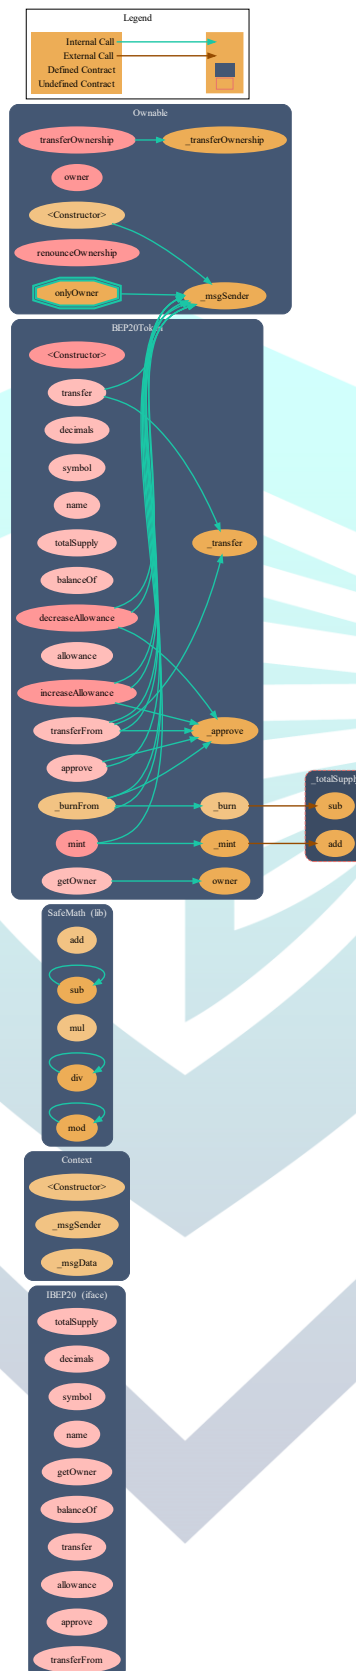 Legend
Internal Call
External Call
Defined Contract
Undefined Contract
Ownable
transferOwnership
_transferOwnership
owner
<Constructor>
renounceOwnership
onlyOwner
_msgSender
BEP20Token
<Constructor>
transfer
decimals
symbol
name
_transfer
totalSupply
balanceOf
decreaseAllowance
allowance
increaseAllowance
transferFrom
_approve
approve
_totalSupply
_burnFrom
_burn
sub
mint
_mint
add
getOwner
owner
SafeMath (lib)
add
sub
mul
div
mod
Context
<Constructor>
_msgSender
_msgData
IBEP20 (iface)
totalSupply
decimals
symbol
name
getOwner
balanceOf
transfer
allowance
approve
transferFrom